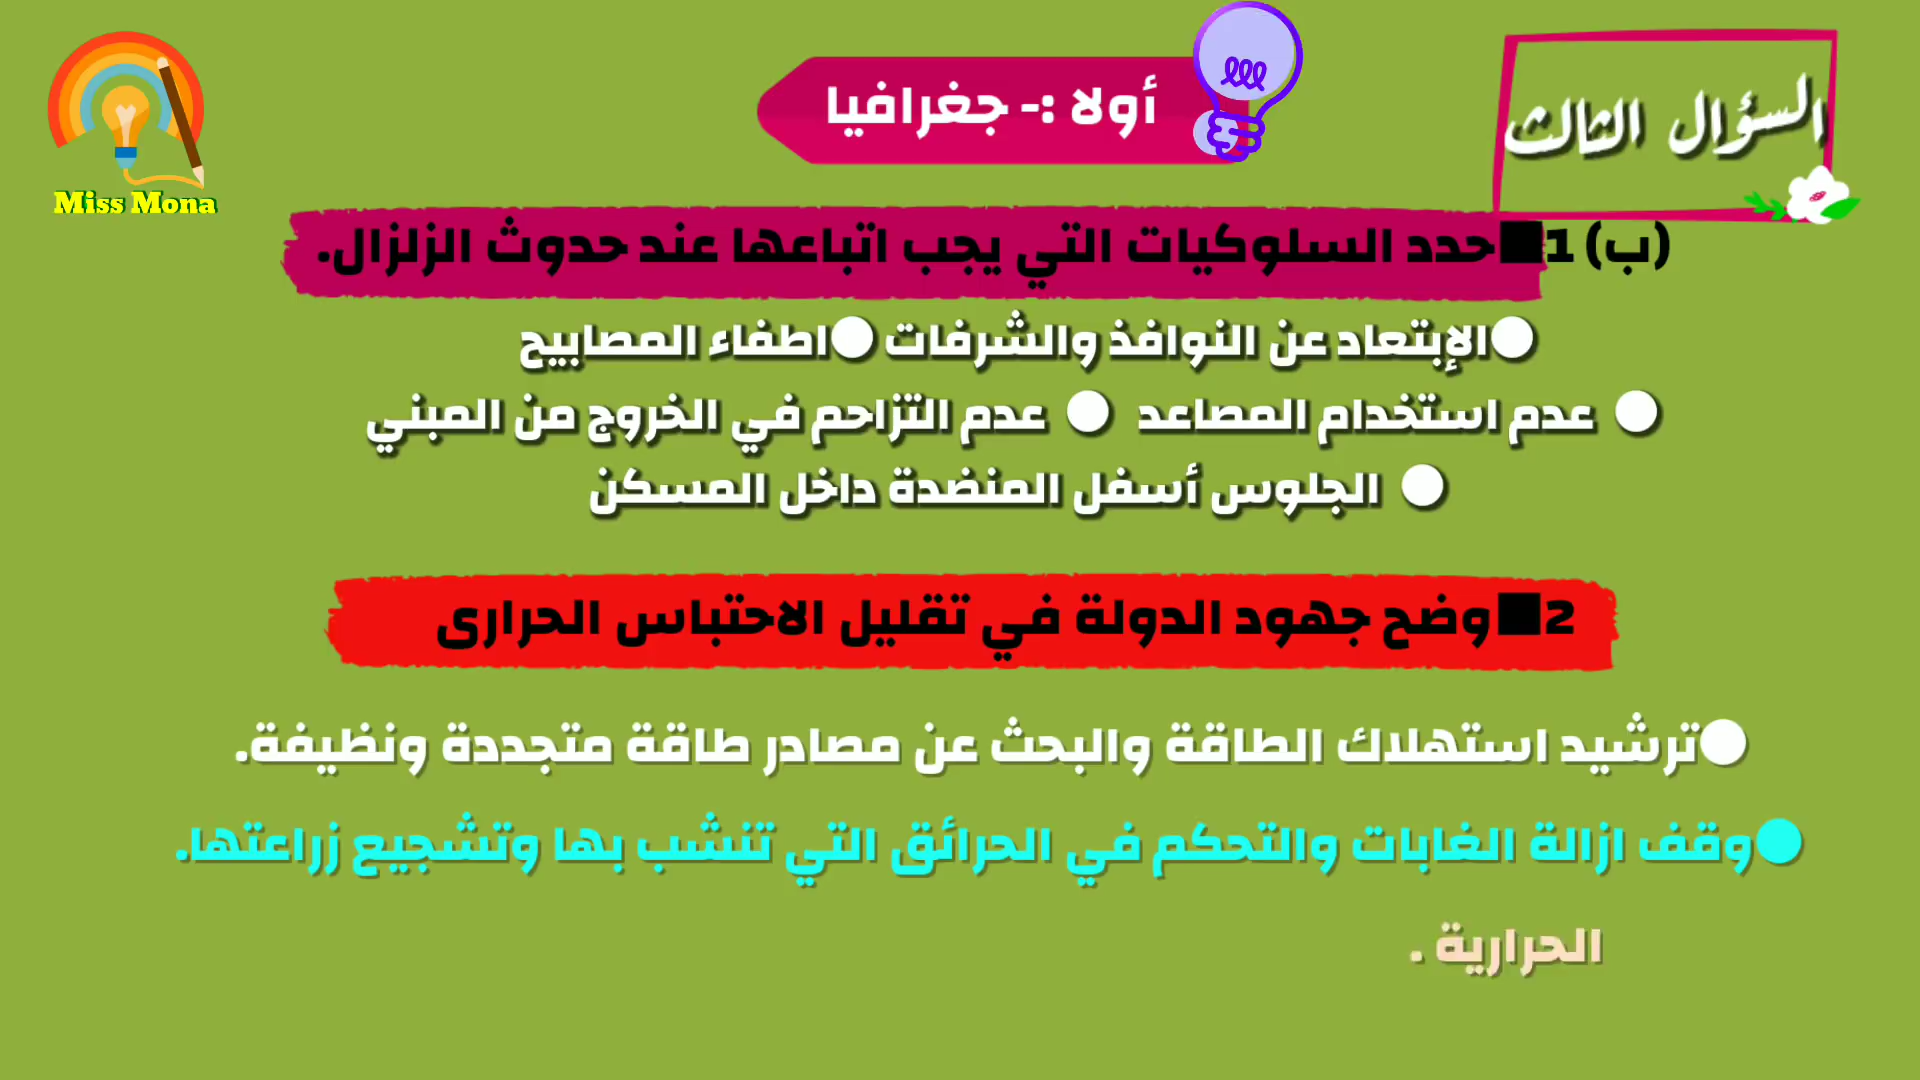 السؤال الثالث
أولا :- جغرافيا
Miss Mona
(ب) 1■حدد السلوكيات التي يجب اتباعها عند حدوث الزلزال.
●الإبتعاد عن النوافذ والشرفات ●اطفاء المصابيح
● عدم استخدام المصاعد ● عدم التزاحم في الخروج من المبني
● الجلوس أسفل المنضدة داخل المسكن
2■وضح جهود الدولة في تقليل الاحتباس الحرارى
●ترشيد استهلاك الطاقة والبحث عن مصادر طاقة متجددة ونظيفة.
●وقف ازالة الغابات والتحكم في الحرائق التي تنشب بها وتشجيع زراعتها.
الحرارية .